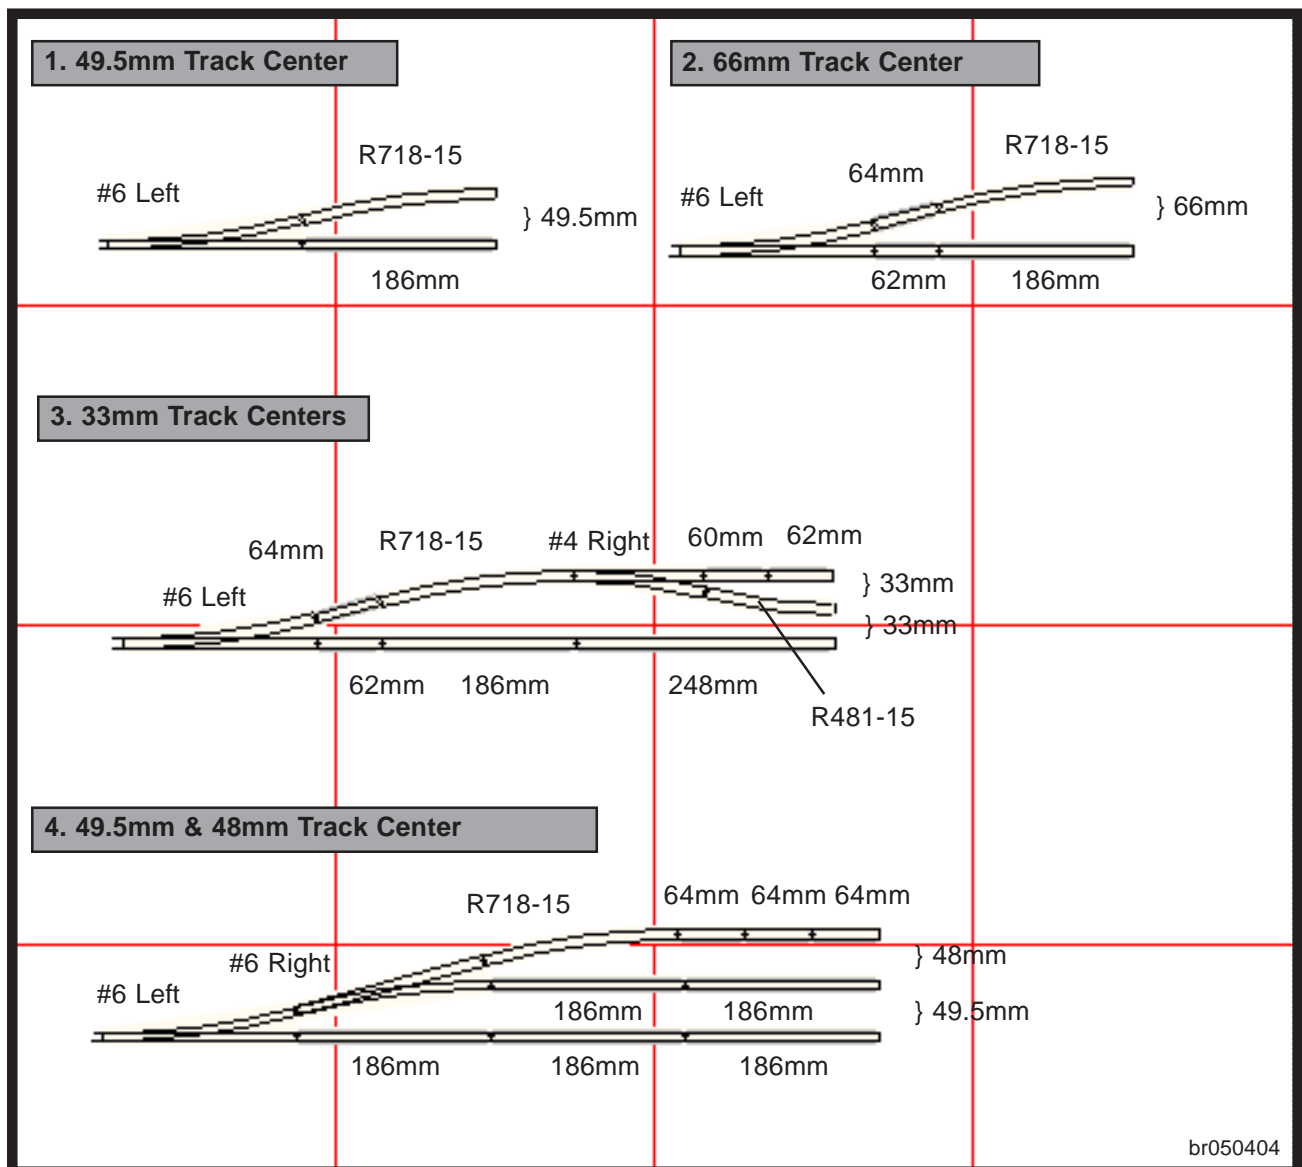 1. 49.5mm Track Center
R718-15
#6 Left
} 49.5mm
186mm
2. 66mm Track Center
R718-15
64mm
#6 Left
} 66mm
62mm 186mm
3. 33mm Track Centers
64mm R718-15 #4 Right 60mm 62mm
#6 Left
} 33mm
} 33mm
62mm 186mm 248mm
R481-15
4. 49.5mm & 48mm Track Center
R718-15 64mm 64mm 64mm
#6 Right
} 48mm
#6 Left
186mm 186mm } 49.5mm
186mm 186mm 186mm
br050404